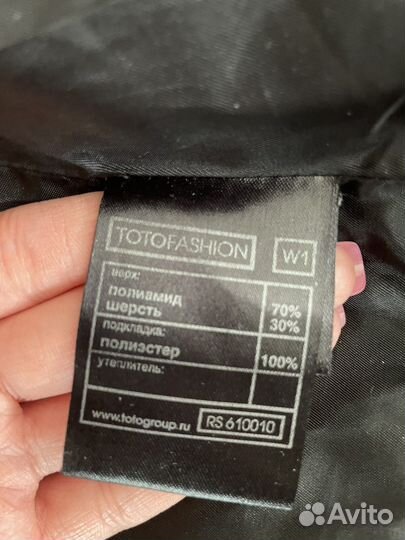 TOTOFASHION W1
верх:
полиамид 70%
шерсть 30%
подкладка:
полиэстер 100%
утеплитель:
www.totogroup.ru RS 610010
Avito